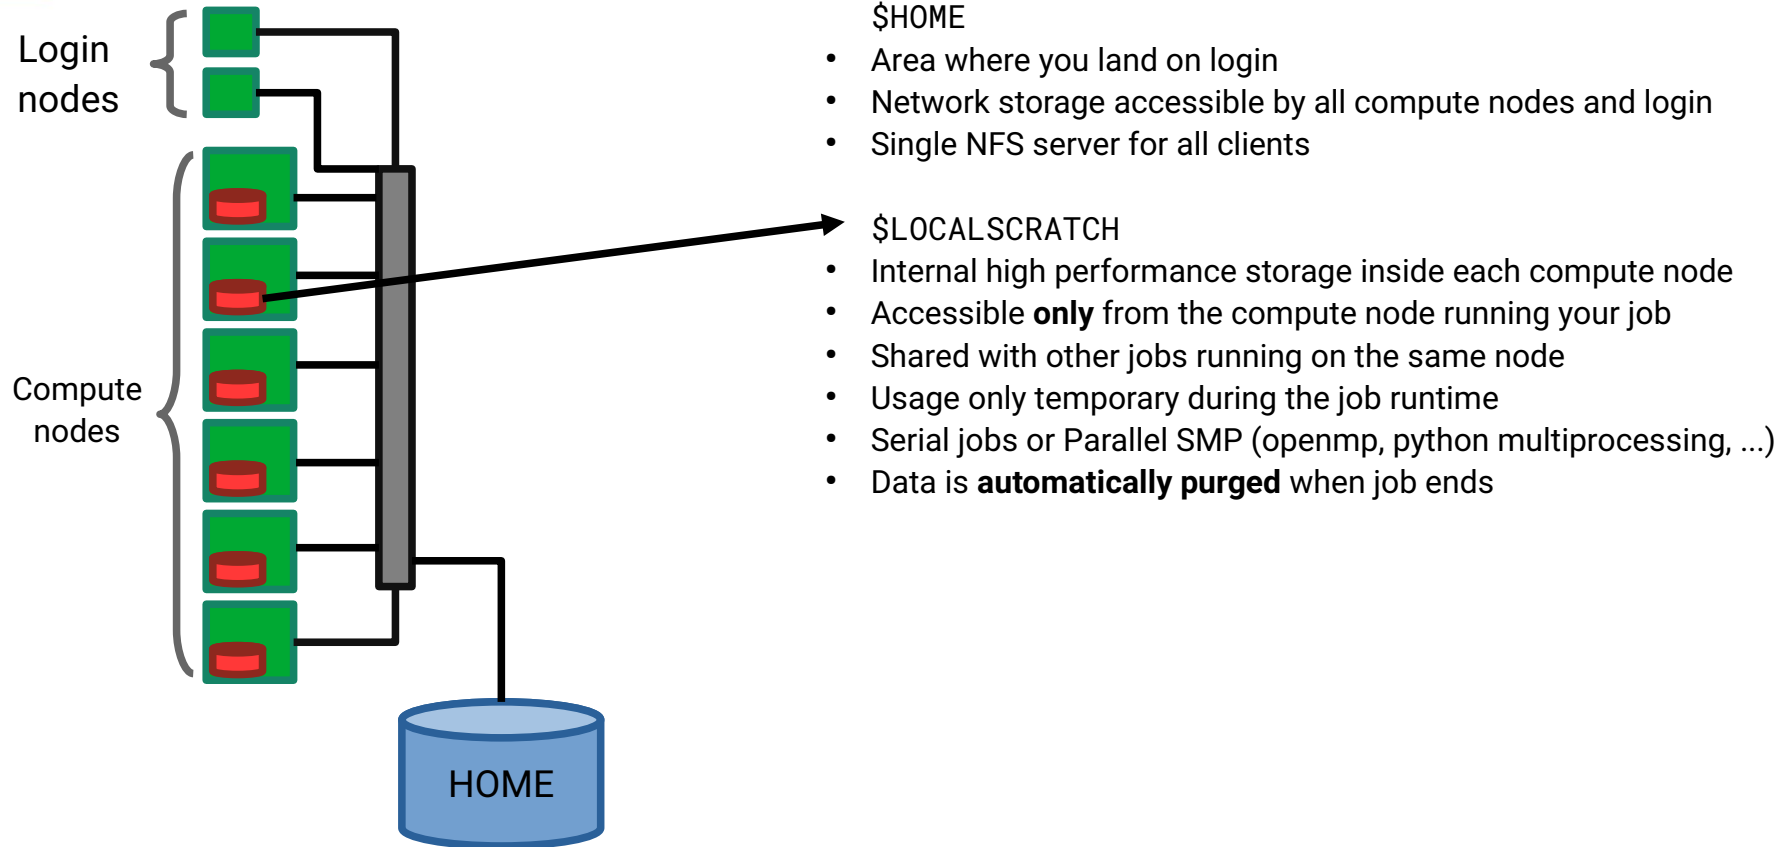 Login
nodes
Compute
nodes
HOME
$HOME
• Area where you land on login
• Network storage accessible by all compute nodes and login
• Single NFS server for all clients
$LOCALSCRATCH
• Internal high performance storage inside each compute node
• Accessible only from the compute node running your job
• Shared with other jobs running on the same node
• Usage only temporary during the job runtime
• Serial jobs or Parallel SMP (openmp, python multiprocessing, ...)
• Data is automatically purged when job ends